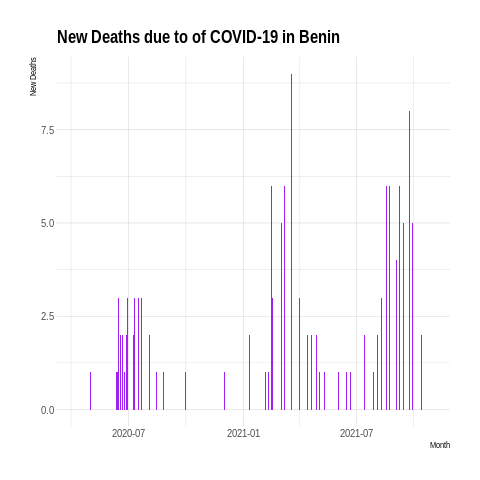 New Deaths due to of COVID-19 in Benin
New Deaths
7.5
5.0
2.5
0.0
2020-07
2021-01
2021-07
Month